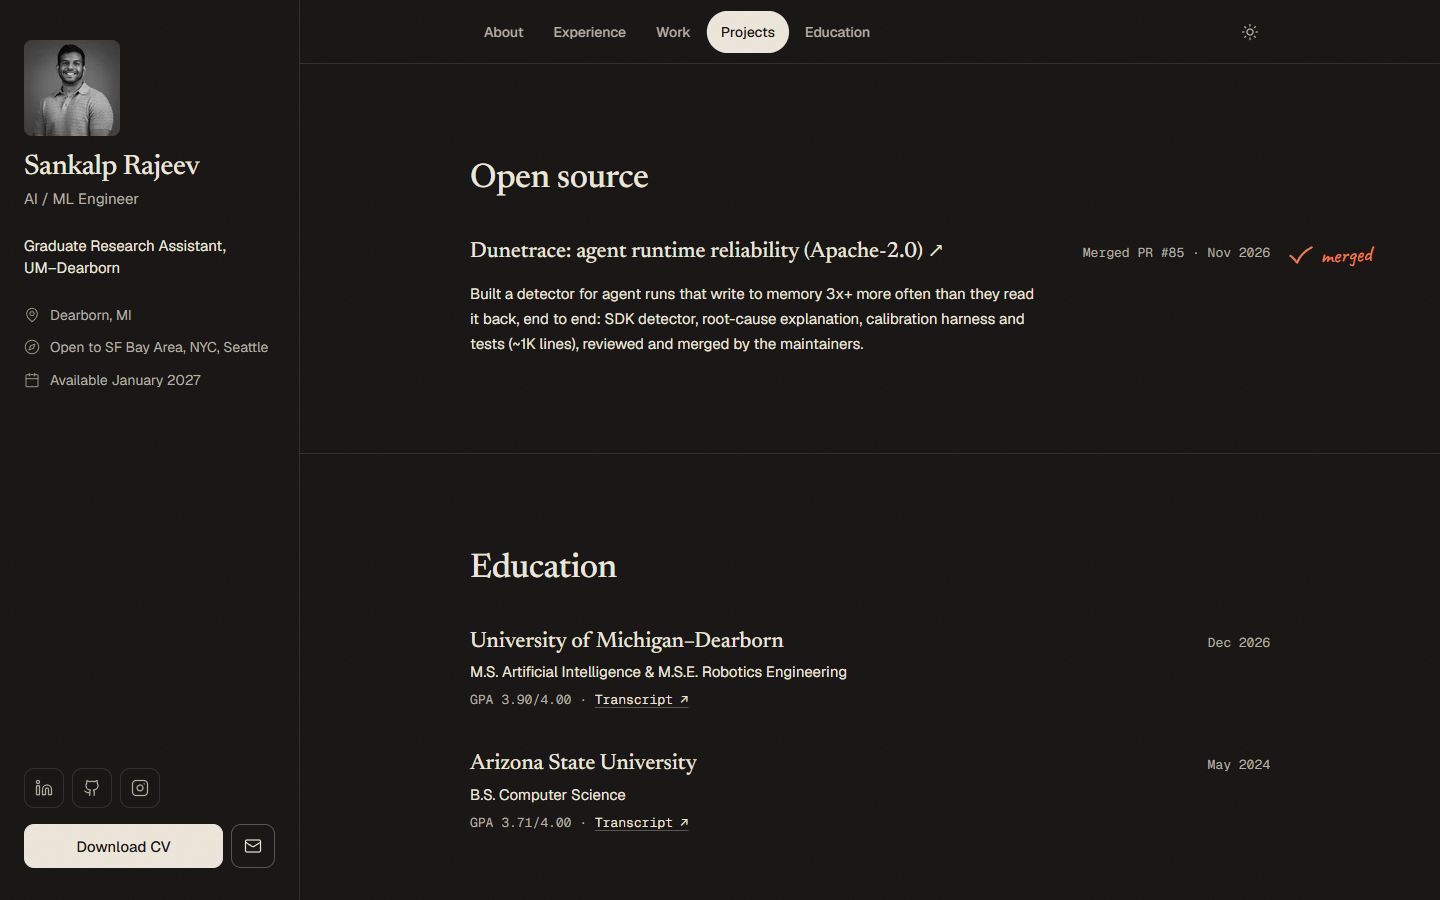 Sankalp Rajeev
AI / ML Engineer
Graduate Research Assistant,
UM–Dearborn
Dearborn, MI
Open to SF Bay Area, NYC, Seattle
Available January 2027
in
Download CV
About Experience Work Projects Education
Open source
Dunetrace: agent runtime reliability (Apache-2.0) ↗
Merged PR #85 · Nov 2026
merged
Built a detector for agent runs that write to memory 3x+ more often than they read
it back, end to end: SDK detector, root-cause explanation, calibration harness and
tests (~1K lines), reviewed and merged by the maintainers.
Education
University of Michigan–Dearborn
Dec 2026
M.S. Artificial Intelligence & M.S.E. Robotics Engineering
GPA 3.90/4.00 · Transcript ↗
Arizona State University
May 2024
B.S. Computer Science
GPA 3.71/4.00 · Transcript ↗